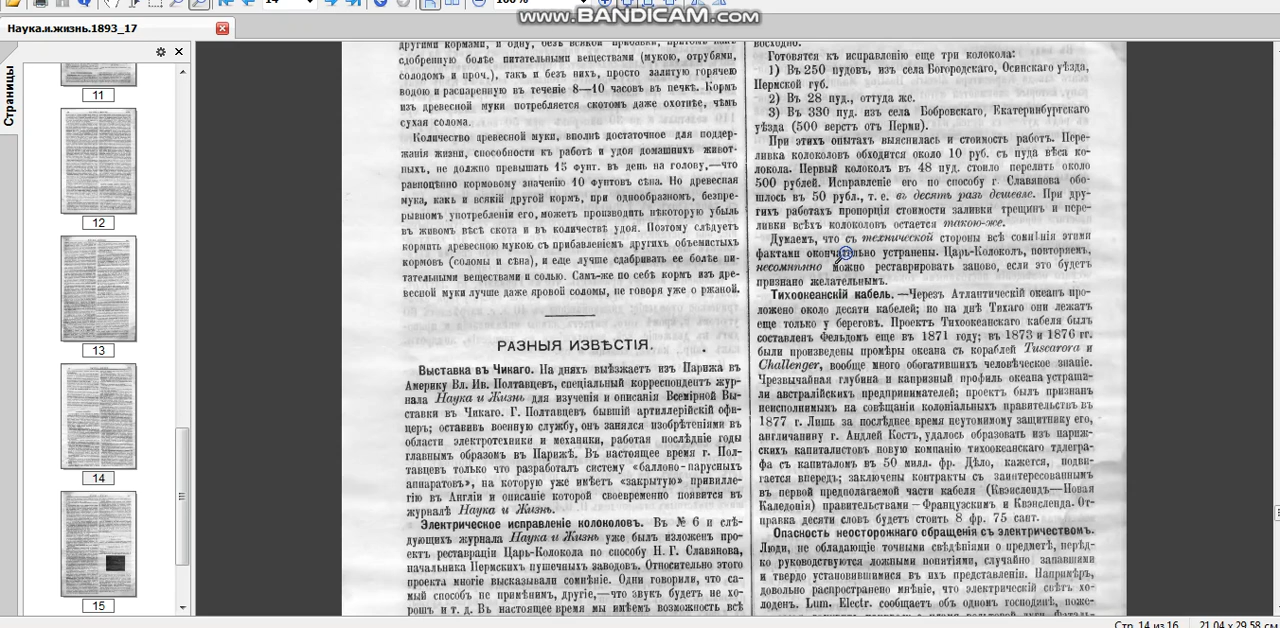 www.BANDICAM.com
14
100%
Наука.и.жизнь.1893_17
Страницы
11
12
13
14
15
другими кормами, и одну, безъ всякой
сдобренную болѣе питательными веществами (мукою, отрубями,
солодомъ и проч.), такъ и безъ нихъ, просто залитую горячею
водою и распаренную въ теченіе 8—10 часовъ въ печкѣ. Кормъ
изъ древесной муки потребляется скотомъ даже охотнѣе, чѣмъ
сухая солома.
Количество древесной муки, вполнѣ достаточное для поддер-
жанія жизни, способности къ работѣ и удоя домашнихъ живот-
ныхъ, не должно превышать 15 фунт. въ день на голову,—что
равноцѣнно кормовому значенію 10 фунтовъ сѣна. Но древесная
мука, какъ и всякій другой кормъ, при однообразномъ, безпре-
рывномъ употребленіи его, можетъ производить нѣкоторую убыль
въ живомъ вѣсѣ скота и въ количествѣ удоя. Поэтому слѣдуетъ
кормить древесною мукою съ прибавленіемъ другихъ объемистыхъ
кормовъ (соломы и сѣна), и еще лучше сдабривать ее болѣе пи-
тательными веществами и солью. Самъ-же по себѣ кормъ изъ дре-
весной муки лучше даже яровой соломы, не говоря уже о ржаной.
РАЗНЫЯ ИЗВѢСТІЯ.
Выставка въ Чикаго. На дняхъ выѣзжаетъ изъ Парижа въ
Америку Вл. Ив. Полтавцевъ, спеціальный корреспондентъ жур-
нала Наука и Жизнь для изученія и описанія Всемірной Вы-
ставки въ Чикаго. Г. Полтавцевъ бывшій артиллерійскій офи-
церъ; оставивъ военную службу, онъ занялся изобрѣтеніями въ
области электротехники и механики, работая послѣдніе годы
главнымъ образомъ въ Парижѣ. Въ настоящее время г. Пол-
тавцевъ только что разработалъ систему «баллоно-парусныхъ
аппаратовъ», на которую уже имѣетъ «закрытую» привилле-
гію въ Англіи и описаніе которой своевременно появится въ
журналѣ Наука и Жизнь.
Электрическое исправленіе колоколовъ. Въ № 6 и слѣ-
дующихъ журнала Наука и Жизнь уже былъ изложенъ про-
ектъ реставраціи Царь-Колокола по способу Н. Г. Славянова,
начальника Пермскихъ пушечныхъ заводовъ. Относительно этого
проекта многіе высказывали сомнѣніе. Одни говорили, что са-
мый способъ не примѣнимъ, другіе,—что звукъ будетъ не хо-
рошъ и т. д. Въ настоящее время мы имѣемъ возможность всѣ
восходно.
Готовятся къ исправленію еще три колокола:
1) Въ 250 пудовъ, изъ села Богородскаго, Осинскаго уѣзда,
Пермской губ.
2) Въ 28 пуд., оттуда же.
3) Въ 330 пуд. изъ села Бобровскаго, Екатеринбургскаго
уѣзда (500 верстъ отъ Перми).
При этихъ опытахъ выяснилась и стоимость работъ. Пере-
ливка колоколовъ обходится около 10 руб. съ пуда вѣса ко-
локола. Первый колоколъ въ 48 пуд. стоило перелить около
500 рублей. Исправленіе его по способу г. Славянова обо-
шлось въ 50 рубл., т. е. въ десять разъ дешевле. При дру-
гихъ работахъ пропорція стоимости заливки трещинъ и пере-
ливки всѣхъ колоколовъ остается такою-же.
Думаемъ, что съ технической стороны всѣ сомнѣнія этими
фактами окончательно устранены. Царь-Колоколъ, повторяемъ,
несомнѣнно можно реставрировать заново, если это будетъ
признано желательнымъ.
Тихоокеанскій кабель.—Черезъ Атлантическій океанъ про-
ложено около десяти кабелей; но на днѣ Тихаго они лежатъ
еще только у береговъ. Проектъ Тихоокеанскаго кабеля былъ
составленъ Фельдомъ еще въ 1871 году; въ 1873 и 1876 гг.
были произведены промѣры океана съ кораблей Tuscarora и
Challenger, вообще много обогатившихъ человѣческое знаніе.
Чрезвычайная глубина и капризный профиль океана устраши-
ли австралійскихъ предпринимателей; проектъ былъ признанъ
неисполнимымъ на совѣщаніи колоніальныхъ правительствъ въ
1877 г. Лишь за послѣднее время неутомимому защитнику его,
англичанину г. Аидлей Костъ, удалось образовать изъ париж-
скихъ капиталистовъ новую компанію тихоокеанскаго телегра-
фа съ капиталомъ въ 50 милл. фр. Дѣло, кажется, подви-
гается впередъ; заключены контракты съ заинтересованнымъ
въ первой предполагаемой части кабеля (Квэнслендъ—Новая
Каледонія) правительствами—Французскимъ и Квэнсленда. От-
правка десяти словъ будетъ стоить 8 фр. 75 сант.
Опасность неосторожнаго обращенія съ электричествомъ.
Люди, не обладающіе точными свѣдѣніями о предметѣ, нерѣд-
ко руководствуются ложными понятіями, случайно запавшими
и твердо установившимися въ ихъ представленіи. Напримѣръ,
довольно распространено мнѣніе, что электрическій свѣтъ хо-
лоденъ. Lum. Electr. сообщаетъ объ одномъ господинѣ, поже-
Стр. 14 из 16
21,04 x 29,58 см